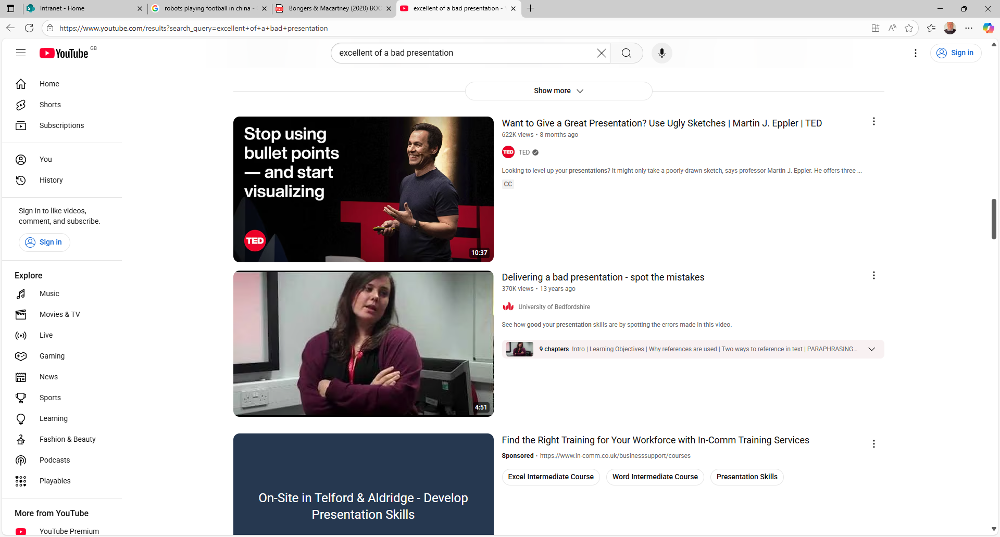 Intranet - Home
robots playing football in china -
Bongers & Macartney (2020) BOO
excellent of a bad presentation -
https://www.youtube.com/results?search_query=excellent+of+a+bad+presentation
YouTube GB
excellent of a bad presentation
Sign in
Home
Shorts
Subscriptions
You
History
Sign in to like videos,
comment, and subscribe.
Sign in
Explore
Music
Movies & TV
Live
Gaming
News
Sports
Learning
Fashion & Beauty
Podcasts
Playables
More from YouTube
YouTube Premium
Show more
Stop using
bullet points
— and start
visualizing
TED
10:37
Want to Give a Great Presentation? Use Ugly Sketches | Martin J. Eppler | TED
622K views • 8 months ago
TED TED
Looking to level up your presentations? It might only take a poorly-drawn sketch, says professor Martin J. Eppler. He offers three ...
CC
4:51
Delivering a bad presentation - spot the mistakes
370K views • 13 years ago
University of Bedfordshire
See how good your presentation skills are by spotting the errors made in this video.
9 chapters Intro | Learning Objectives | Why references are used | Two ways to reference in text | PARAPHRASING...
On-Site in Telford & Aldridge - Develop
Presentation Skills
Find the Right Training for Your Workforce with In-Comm Training Services
Sponsored · https://www.in-comm.co.uk/businesssupport/courses
Excel Intermediate Course
Word Intermediate Course
Presentation Skills